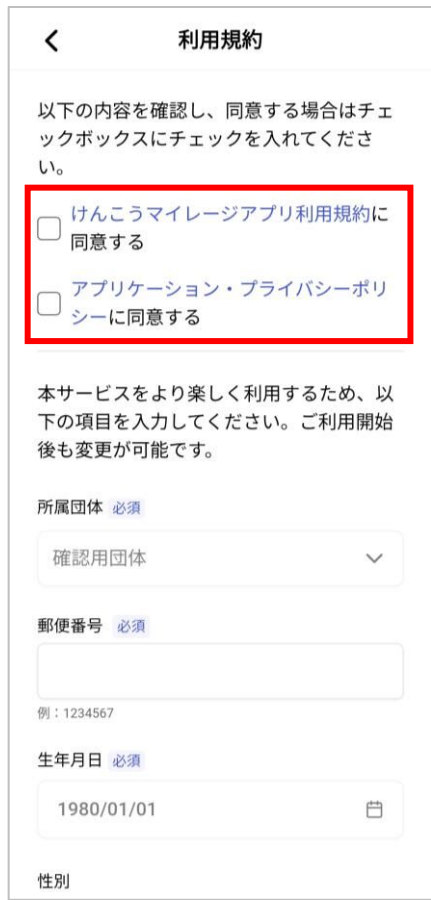 利用規約
以下の内容を確認し、同意する場合はチェ
ックボックスにチェックを入れてくださ
い。
けんこうマイレージアプリ利用規約に
同意する
アプリケーション・プライバシーポリ
シーに同意する
本サービスをより楽しく利用するため、以
下の項目を入力してください。ご利用開始
後も変更が可能です。
所属団体 必須
確認用団体
郵便番号 必須
例：1234567
生年月日 必須
1980/01/01
性別